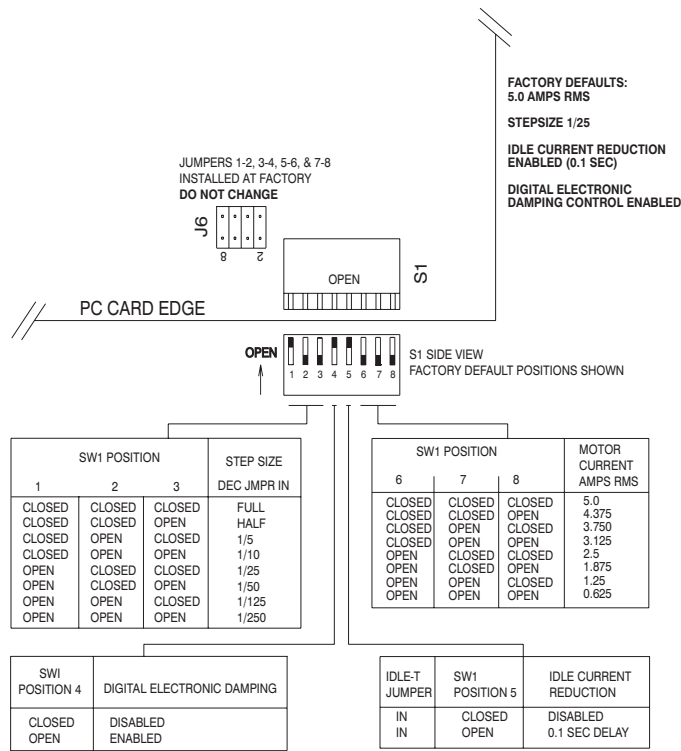 FACTORY DEFAULTS:
5.0 AMPS RMS
STEPSIZE 1/25
IDLE CURRENT REDUCTION
ENABLED (0.1 SEC)
DIGITAL ELECTRONIC
DAMPING CONTROL ENABLED
JUMPERS 1-2, 3-4, 5-6, & 7-8
INSTALLED AT FACTORY
DO NOT CHANGE
J6
8 2
OPEN
S1
PC CARD EDGE
OPEN
1 2 3 4 5 6 7 8
S1 SIDE VIEW
FACTORY DEFAULT POSITIONS SHOWN
SW1 POSITION STEP SIZE
1 2 3 DEC JMPR IN
CLOSED CLOSED CLOSED FULL
CLOSED CLOSED OPEN HALF
CLOSED OPEN CLOSED 1/5
CLOSED OPEN OPEN 1/10
OPEN CLOSED CLOSED 1/25
OPEN CLOSED OPEN 1/50
OPEN OPEN CLOSED 1/125
OPEN OPEN OPEN 1/250
SW1 POSITION MOTOR
CURRENT
6 7 8 AMPS RMS
CLOSED CLOSED CLOSED 5.0
CLOSED CLOSED OPEN 4.375
CLOSED OPEN CLOSED 3.750
CLOSED OPEN OPEN 3.125
OPEN CLOSED CLOSED 2.5
OPEN CLOSED OPEN 1.875
OPEN OPEN CLOSED 1.25
OPEN OPEN OPEN 0.625
SWI
POSITION 4 DIGITAL ELECTRONIC DAMPING
CLOSED DISABLED
OPEN ENABLED
IDLE-T SW1 IDLE CURRENT
JUMPER POSITION 5 REDUCTION
IN CLOSED DISABLED
IN OPEN 0.1 SEC DELAY